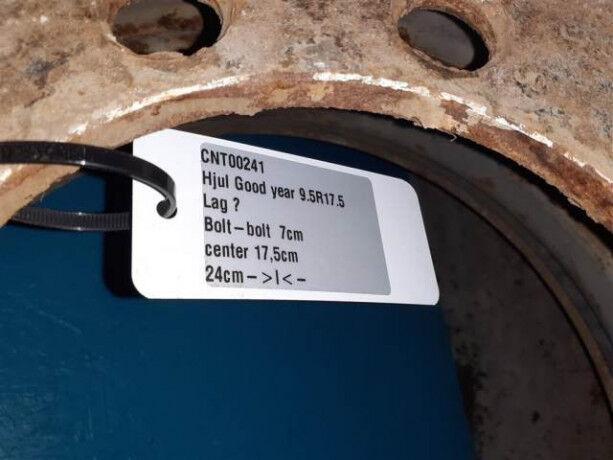 CNT00241
Hjul Good year 9.5R17.5
Lag ?
Bolt-bolt 7cm
center 17,5cm
24cm->I<-